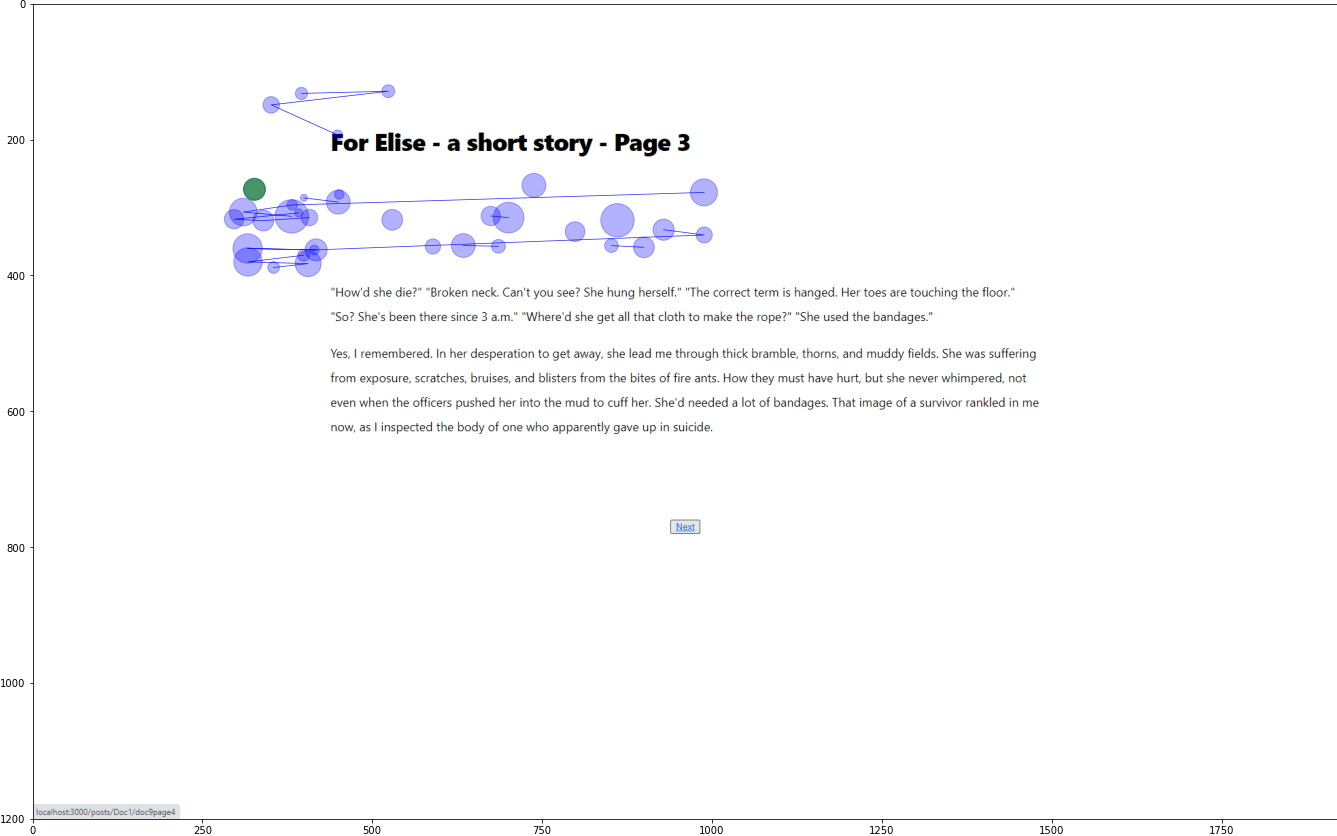 0
200
For Elise - a short story - Page 3
400
"How'd she die?" "Broken neck. Can't you see? She hung herself." "The correct term is hanged. Her toes are touching the floor."
"So? She's been there since 3 a.m." "Where'd she get all that cloth to make the rope?" "She used the bandages."
Yes, I remembered. In her desperation to get away, she lead me through thick bramble, thorns, and muddy fields. She was suffering
from exposure, scratches, bruises, and blisters from the bites of fire ants. How they must have hurt, but she never whimpered, not
600
even when the officers pushed her into the mud to cuff her. She'd needed a lot of bandages. That image of a survivor rankled in me
now, as I inspected the body of one who apparently gave up in suicide.
Next
800
1000
localhost:3000/posts/Doc1/doc9page4
1200
0 250 500 750 1000 1250 1500 1750